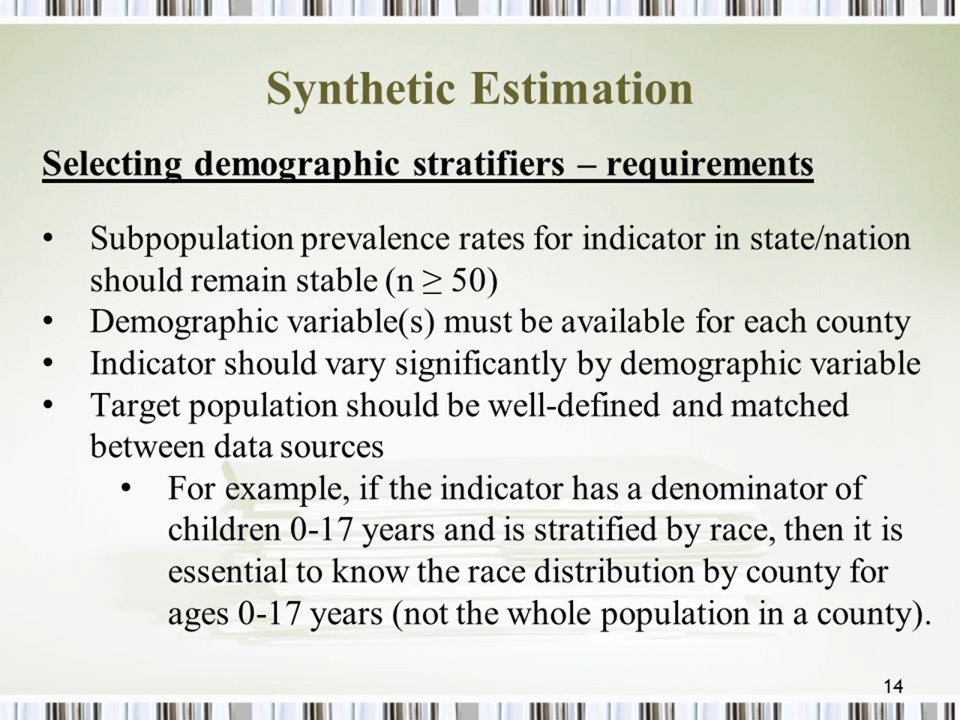 Synthetic Estimation
Selecting demographic stratifiers – requirements
• Subpopulation prevalence rates for indicator in state/nation
should remain stable (n ≥ 50)
• Demographic variable(s) must be available for each county
• Indicator should vary significantly by demographic variable
• Target population should be well-defined and matched
between data sources
• For example, if the indicator has a denominator of
children 0-17 years and is stratified by race, then it is
essential to know the race distribution by county for
ages 0-17 years (not the whole population in a county).
14